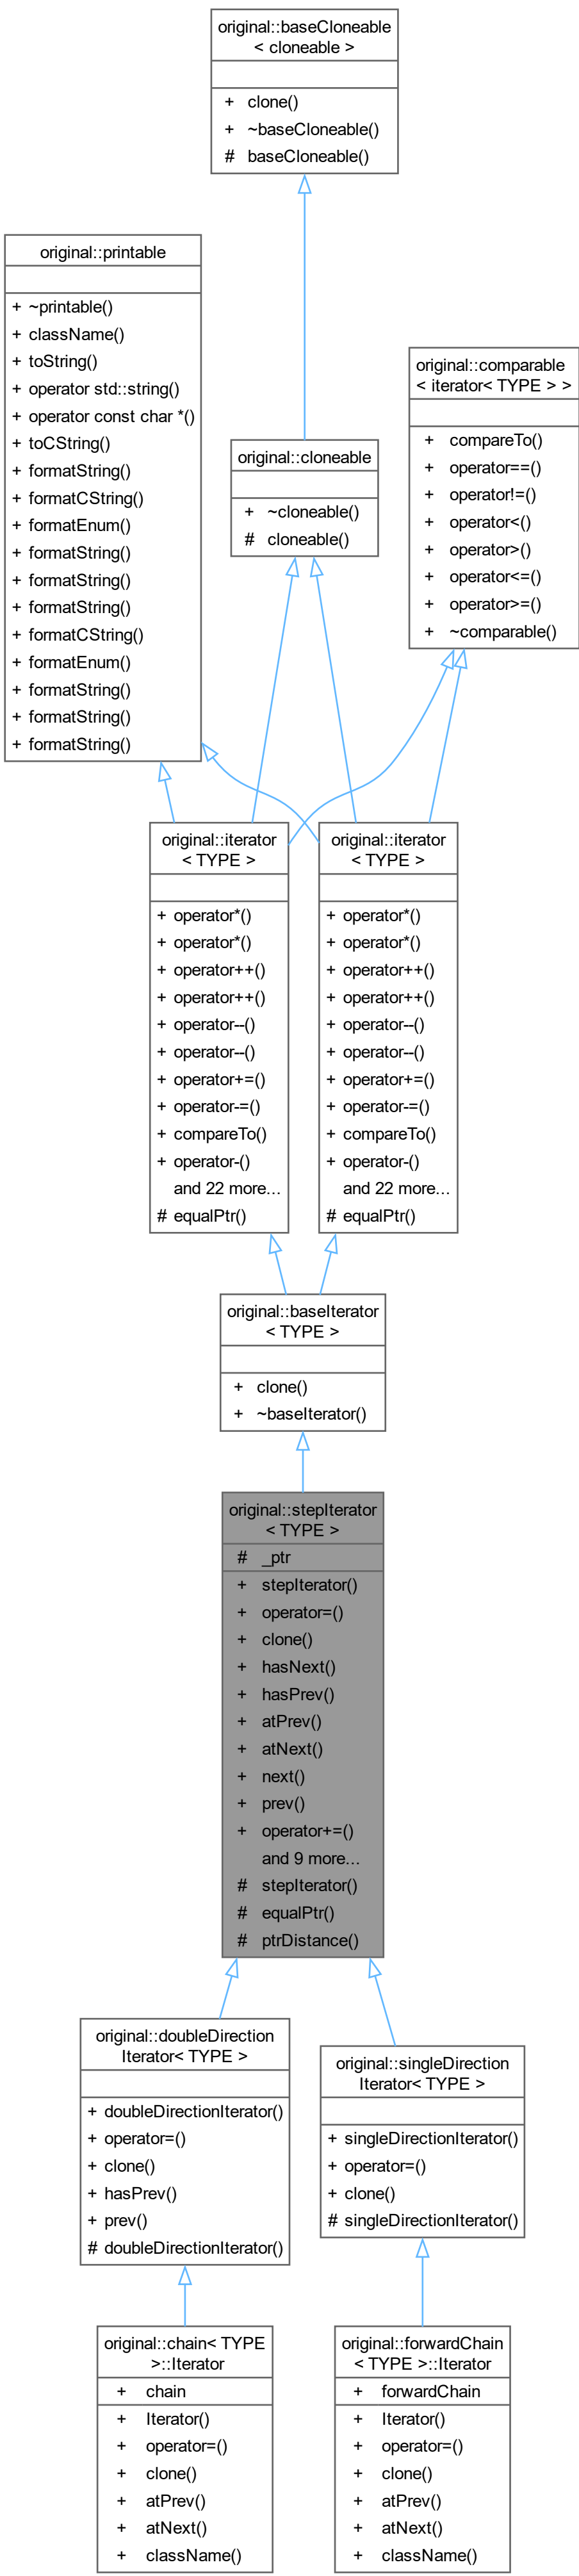 original::baseCloneable
< cloneable >
+ clone()
+ ~baseCloneable()
# baseCloneable()
original::printable
+ ~printable()
+ className()
+ toString()
+ operator std::string()
+ operator const char *()
+ toCString()
+ formatString()
+ formatCString()
+ formatEnum()
+ formatString()
+ formatString()
+ formatString()
+ formatCString()
+ formatEnum()
+ formatString()
+ formatString()
+ formatString()
original::comparable
< iterator< TYPE > >
+ compareTo()
+ operator==()
+ operator!=()
+ operator<()
+ operator>()
+ operator<=()
+ operator>=()
+ ~comparable()
original::cloneable
+ ~cloneable()
# cloneable()
original::iterator
< TYPE >
+ operator*()
+ operator*()
+ operator++()
+ operator++()
+ operator--()
+ operator--()
+ operator+=()
+ operator-=()
+ compareTo()
+ operator-()
and 22 more...
# equalPtr()
original::iterator
< TYPE >
+ operator*()
+ operator*()
+ operator++()
+ operator++()
+ operator--()
+ operator--()
+ operator+=()
+ operator-=()
+ compareTo()
+ operator-()
and 22 more...
# equalPtr()
original::baseIterator
< TYPE >
+ clone()
+ ~baseIterator()
original::stepIterator
< TYPE >
# _ptr
+ stepIterator()
+ operator=()
+ clone()
+ hasNext()
+ hasPrev()
+ atPrev()
+ atNext()
+ next()
+ prev()
+ operator+=()
and 9 more...
# stepIterator()
# equalPtr()
# ptrDistance()
original::doubleDirection
Iterator< TYPE >
+ doubleDirectionIterator()
+ operator=()
+ clone()
+ hasPrev()
+ prev()
# doubleDirectionIterator()
original::singleDirection
Iterator< TYPE >
+ singleDirectionIterator()
+ operator=()
+ clone()
# singleDirectionIterator()
original::chain< TYPE
>::Iterator
+ chain
+ Iterator()
+ operator=()
+ clone()
+ atPrev()
+ atNext()
+ className()
original::forwardChain
< TYPE >::Iterator
+ forwardChain
+ Iterator()
+ operator=()
+ clone()
+ atPrev()
+ atNext()
+ className()